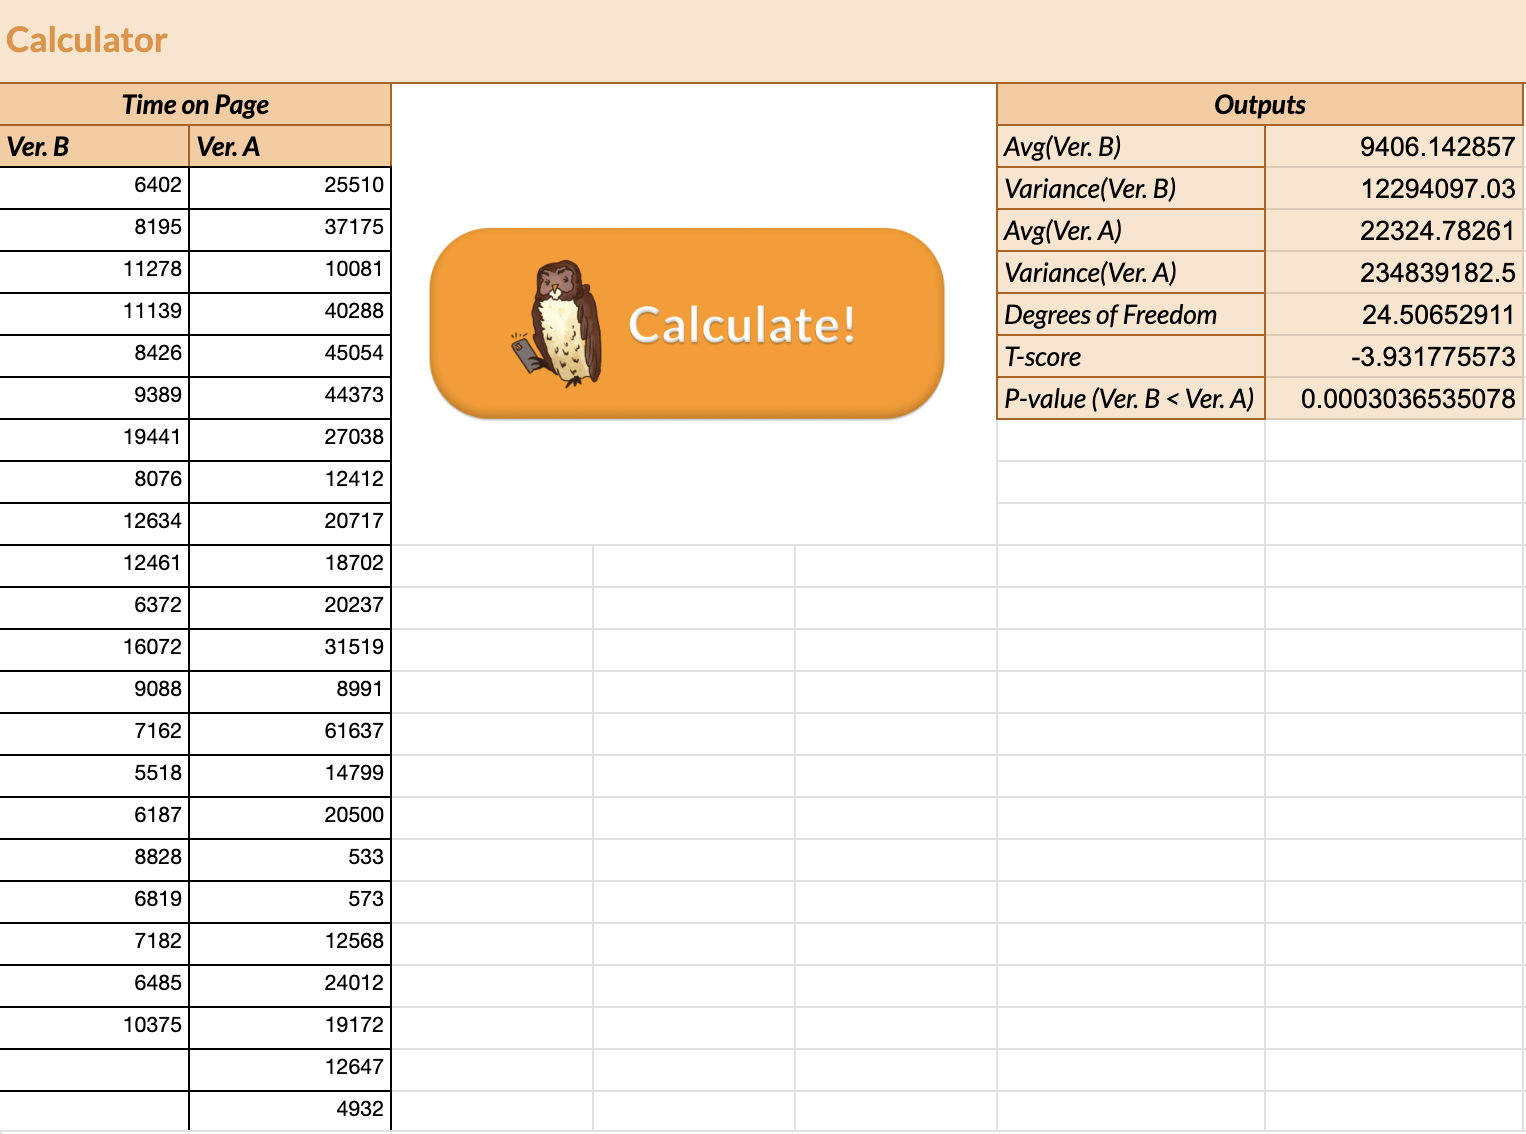 Calculator
Time on Page
Outputs
Ver. B Ver. A
Avg(Ver. B) 9406.142857
6402 25510
Variance(Ver. B) 12294097.03
8195 37175
Avg(Ver. A) 22324.78261
11278 10081
Variance(Ver. A) 234839182.5
11139 40288
Degrees of Freedom 24.50652911
8426 45054
T-score -3.931775573
9389 44373
P-value (Ver. B < Ver. A) 0.0003036535078
Calculate!
19441 27038
8076 12412
12634 20717
12461 18702
6372 20237
16072 31519
9088 8991
7162 61637
5518 14799
6187 20500
8828 533
6819 573
7182 12568
6485 24012
10375 19172
12647
4932